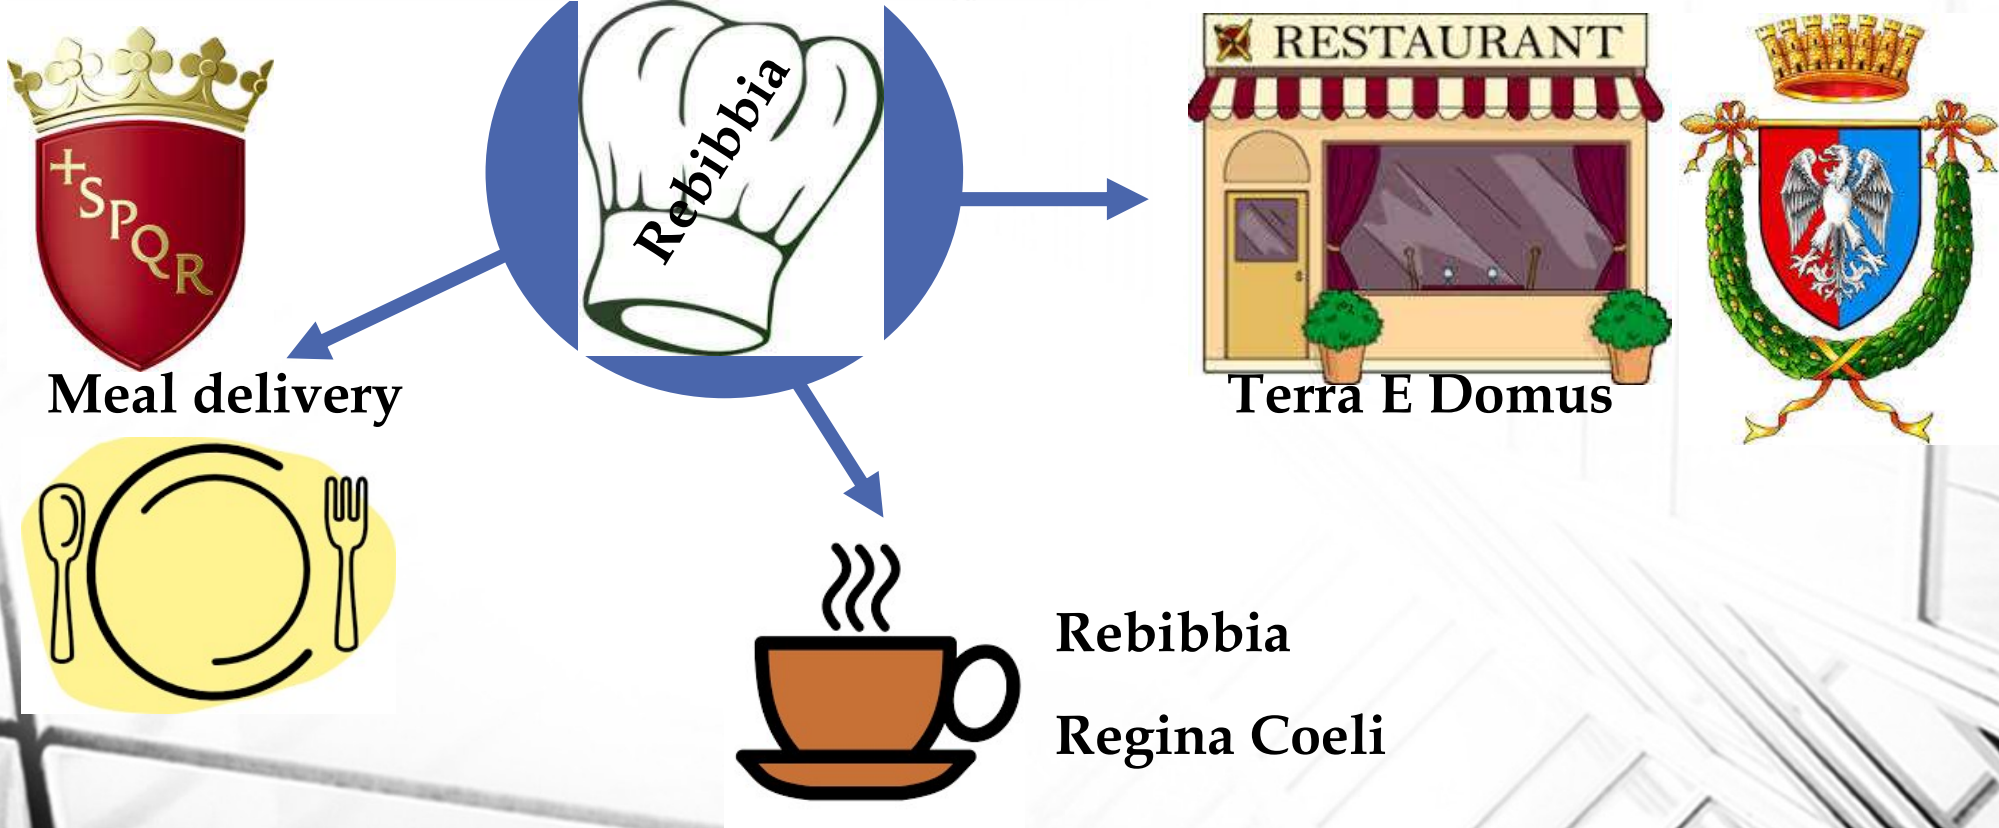 +SPQR
Rebibbia
RESTAURANT
Meal delivery
Terra E Domus
Rebibbia
Regina Coeli